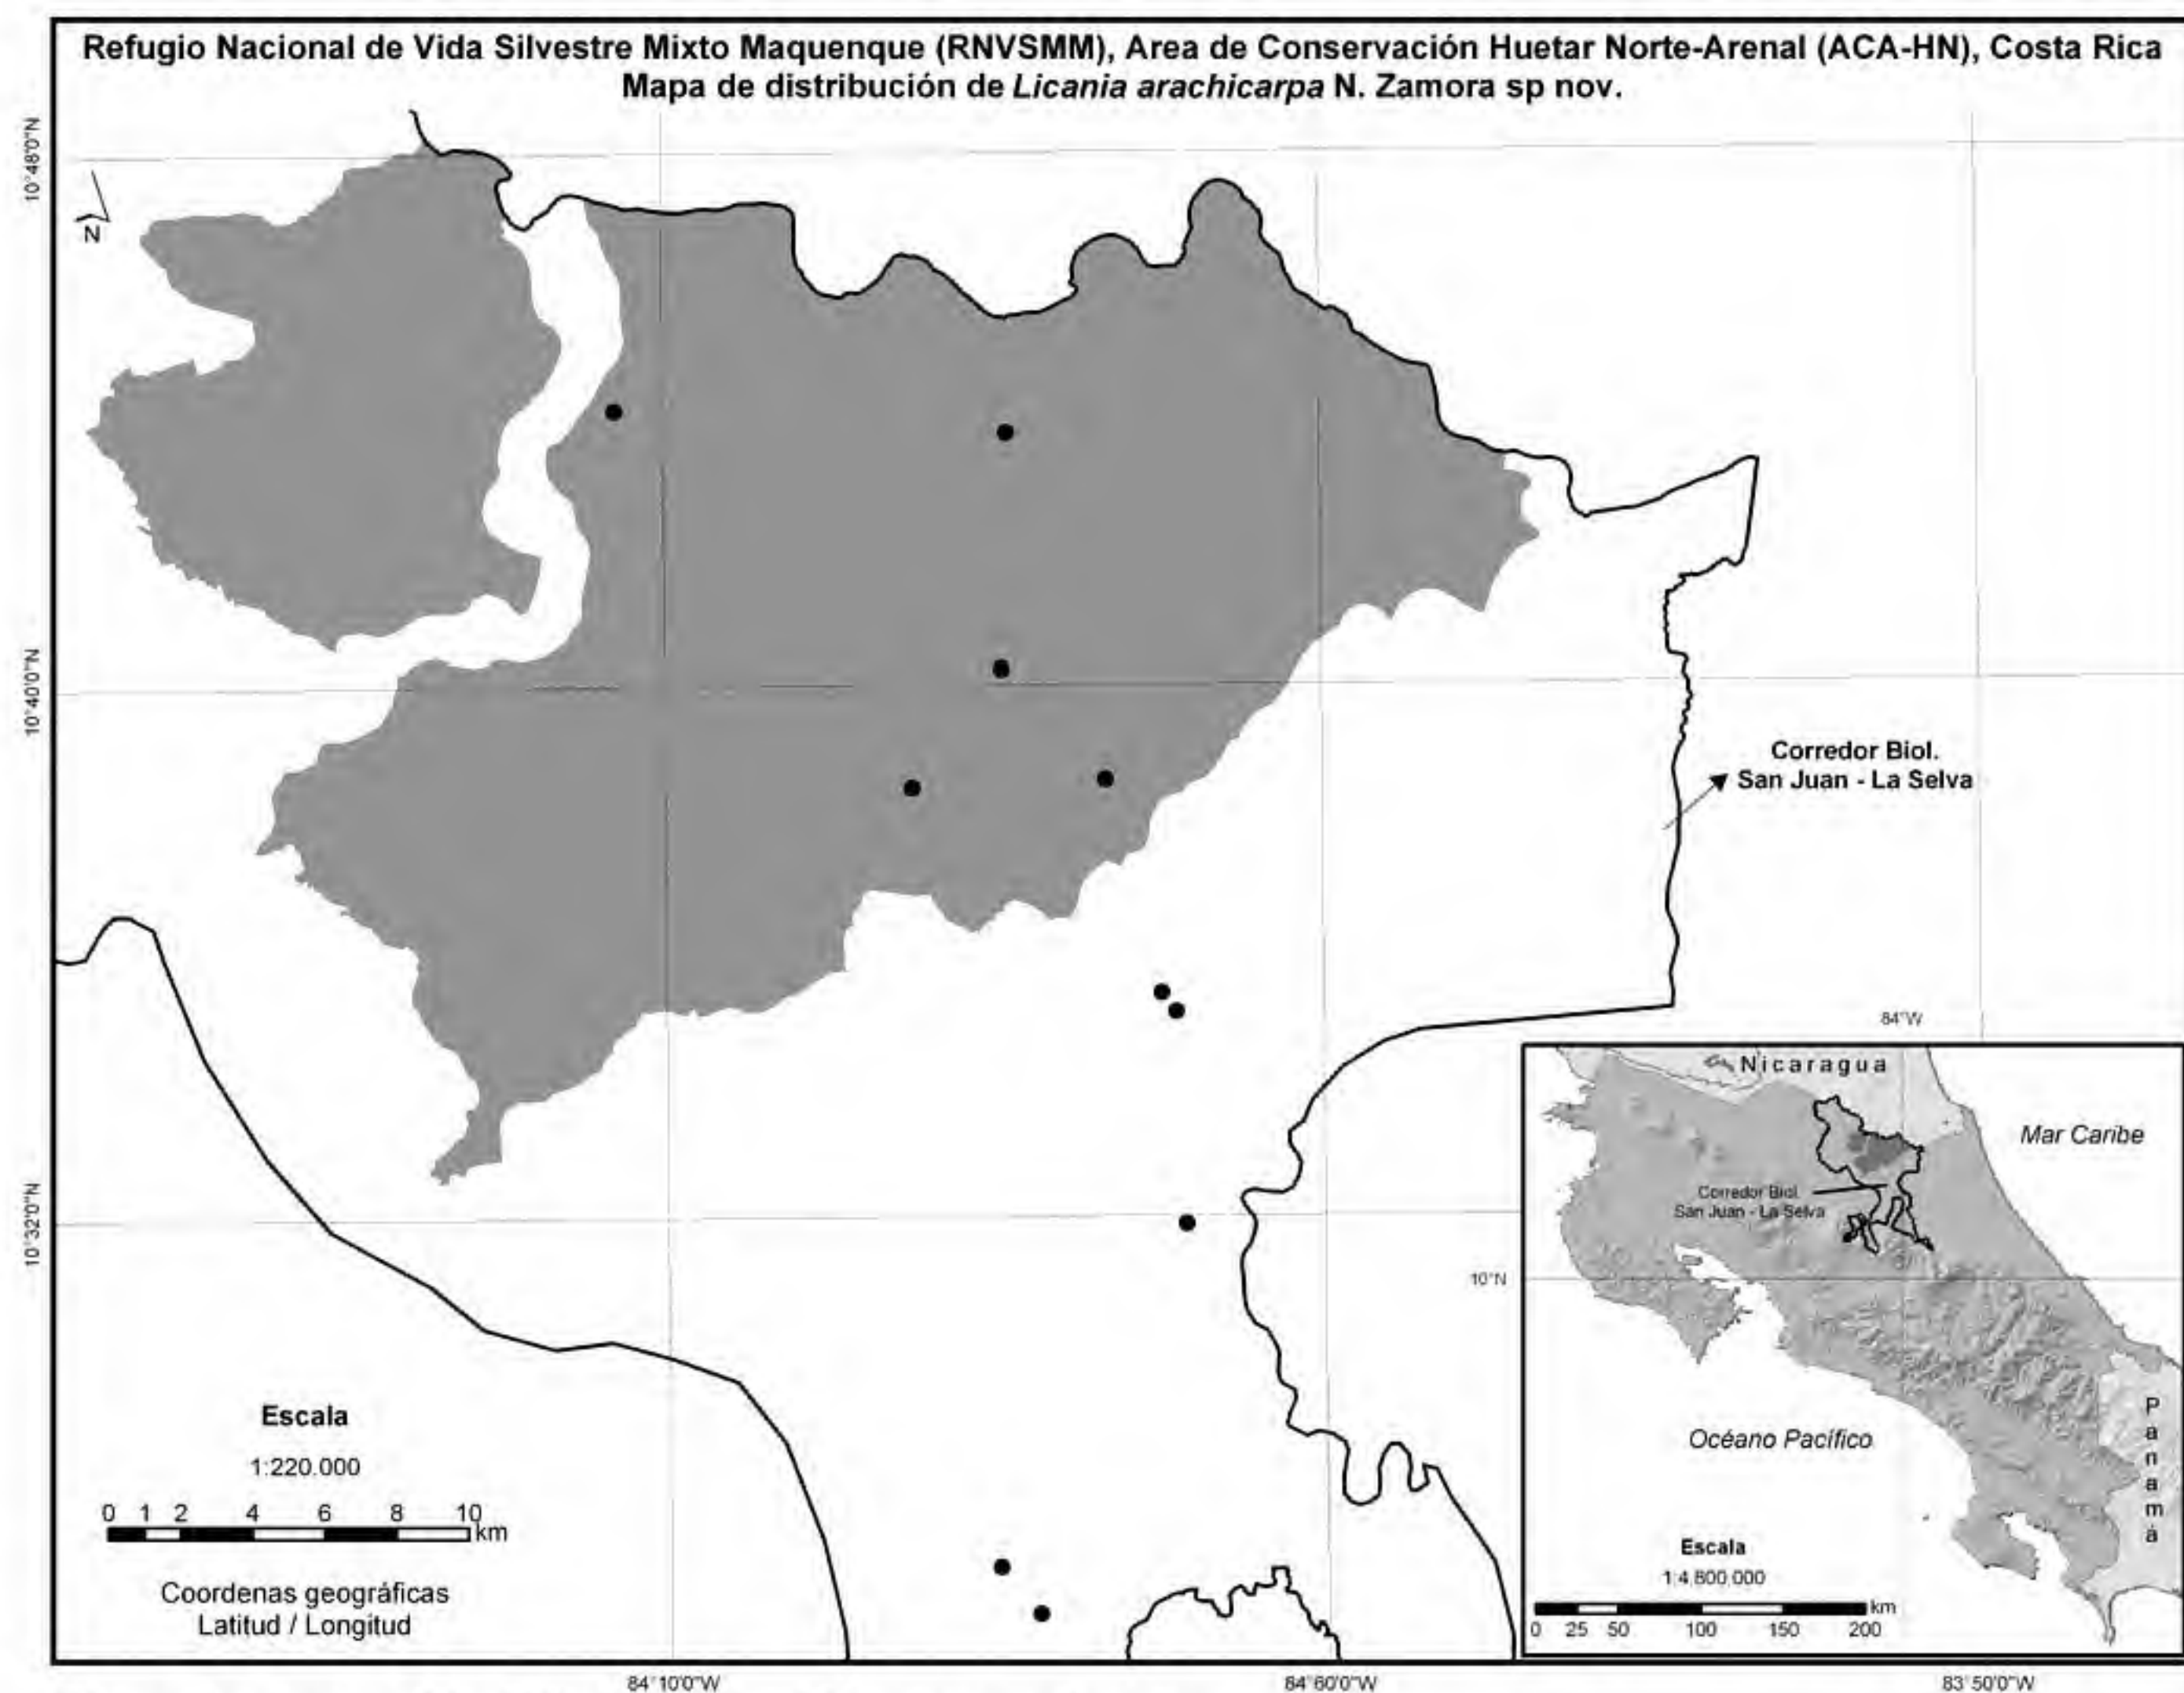 Refugio Nacional de Vida Silvestre Mixto Maquenque (RNVSMM), Area de Conservación Huetar Norte-Arenal (ACA-HN), Costa Rica
Mapa de distribución de Licania arachicarpa N. Zamora sp nov.
10°48'0"N
N
10°40'0"N
Corredor Biol.
San Juan - La Selva
10°32'0"N
Escala
1:220.000
0 1 2 4 6 8 10 km
Coordenas geográficas
Latitud / Longitud
84°10'0"W
84°60'0"W
83°50'0"W
84°W
Nicaragua
Mar Caribe
Corredor Biol.
San Juan - La Selva
10°N
Océano Pacífico
Panamá
Escala
1:4.800.000
km
0 25 50 100 150 200